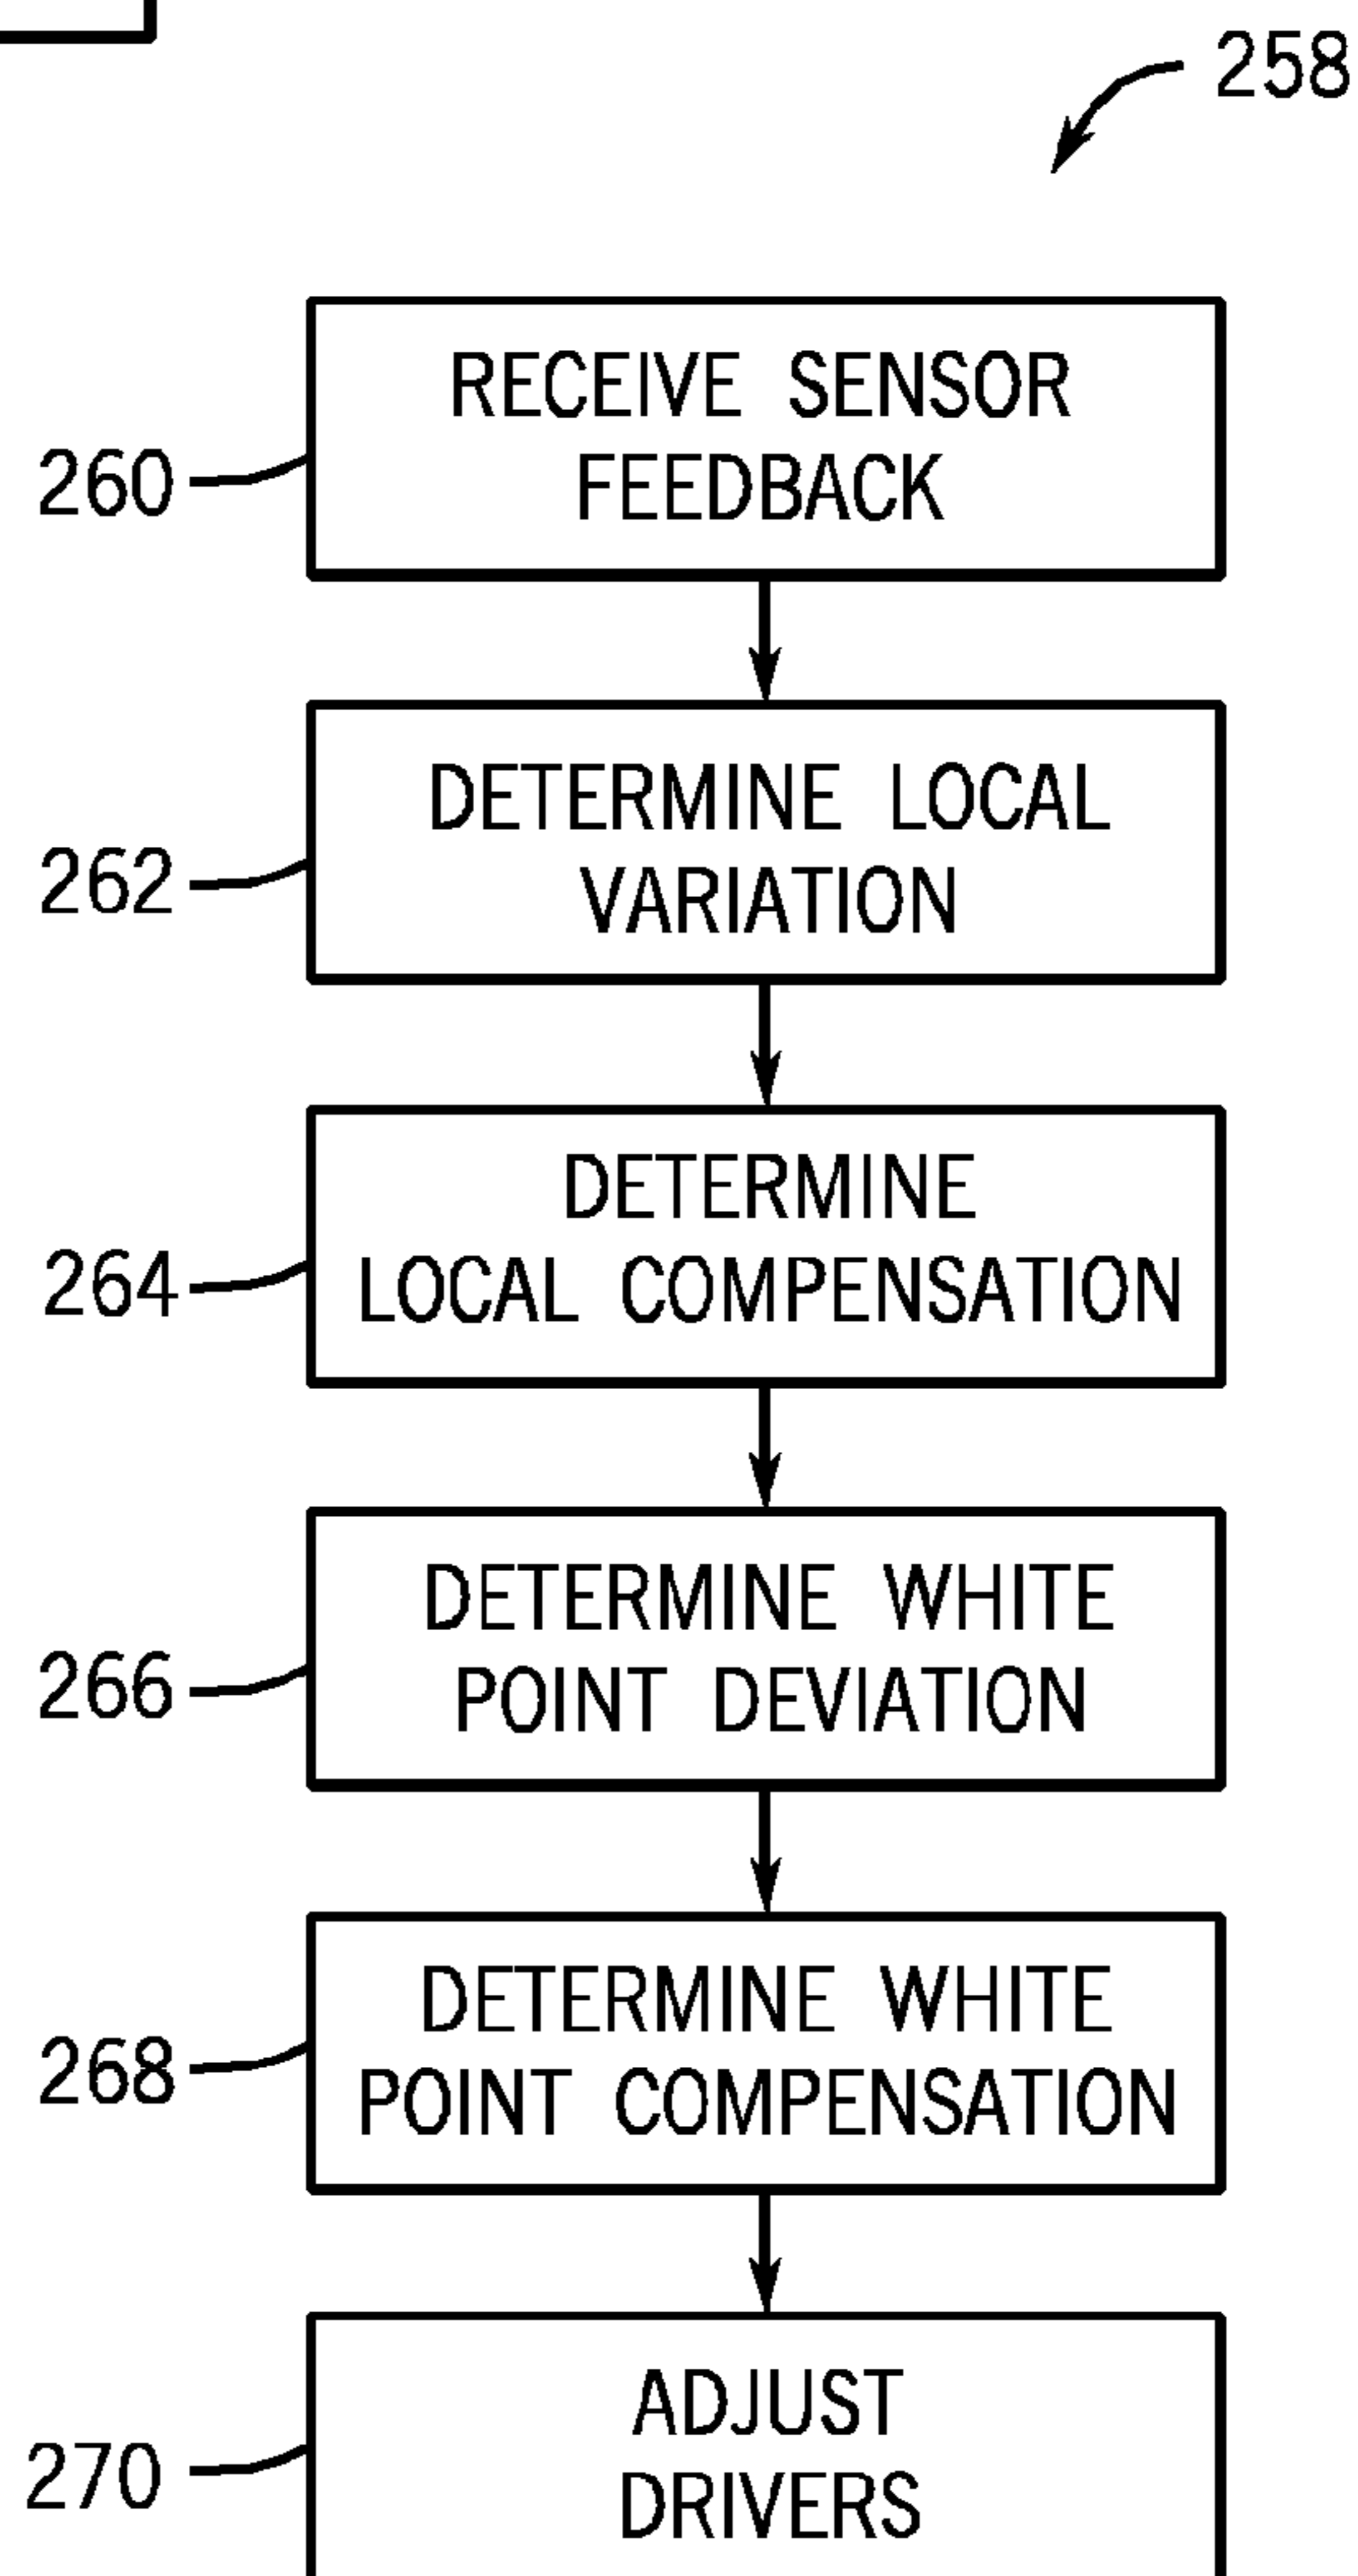 258
RECEIVE SENSOR
FEEDBACK
260
DETERMINE LOCAL
VARIATION
262
DETERMINE
LOCAL COMPENSATION
264
DETERMINE WHITE
POINT DEVIATION
266
DETERMINE WHITE
POINT COMPENSATION
268
ADJUST
DRIVERS
270